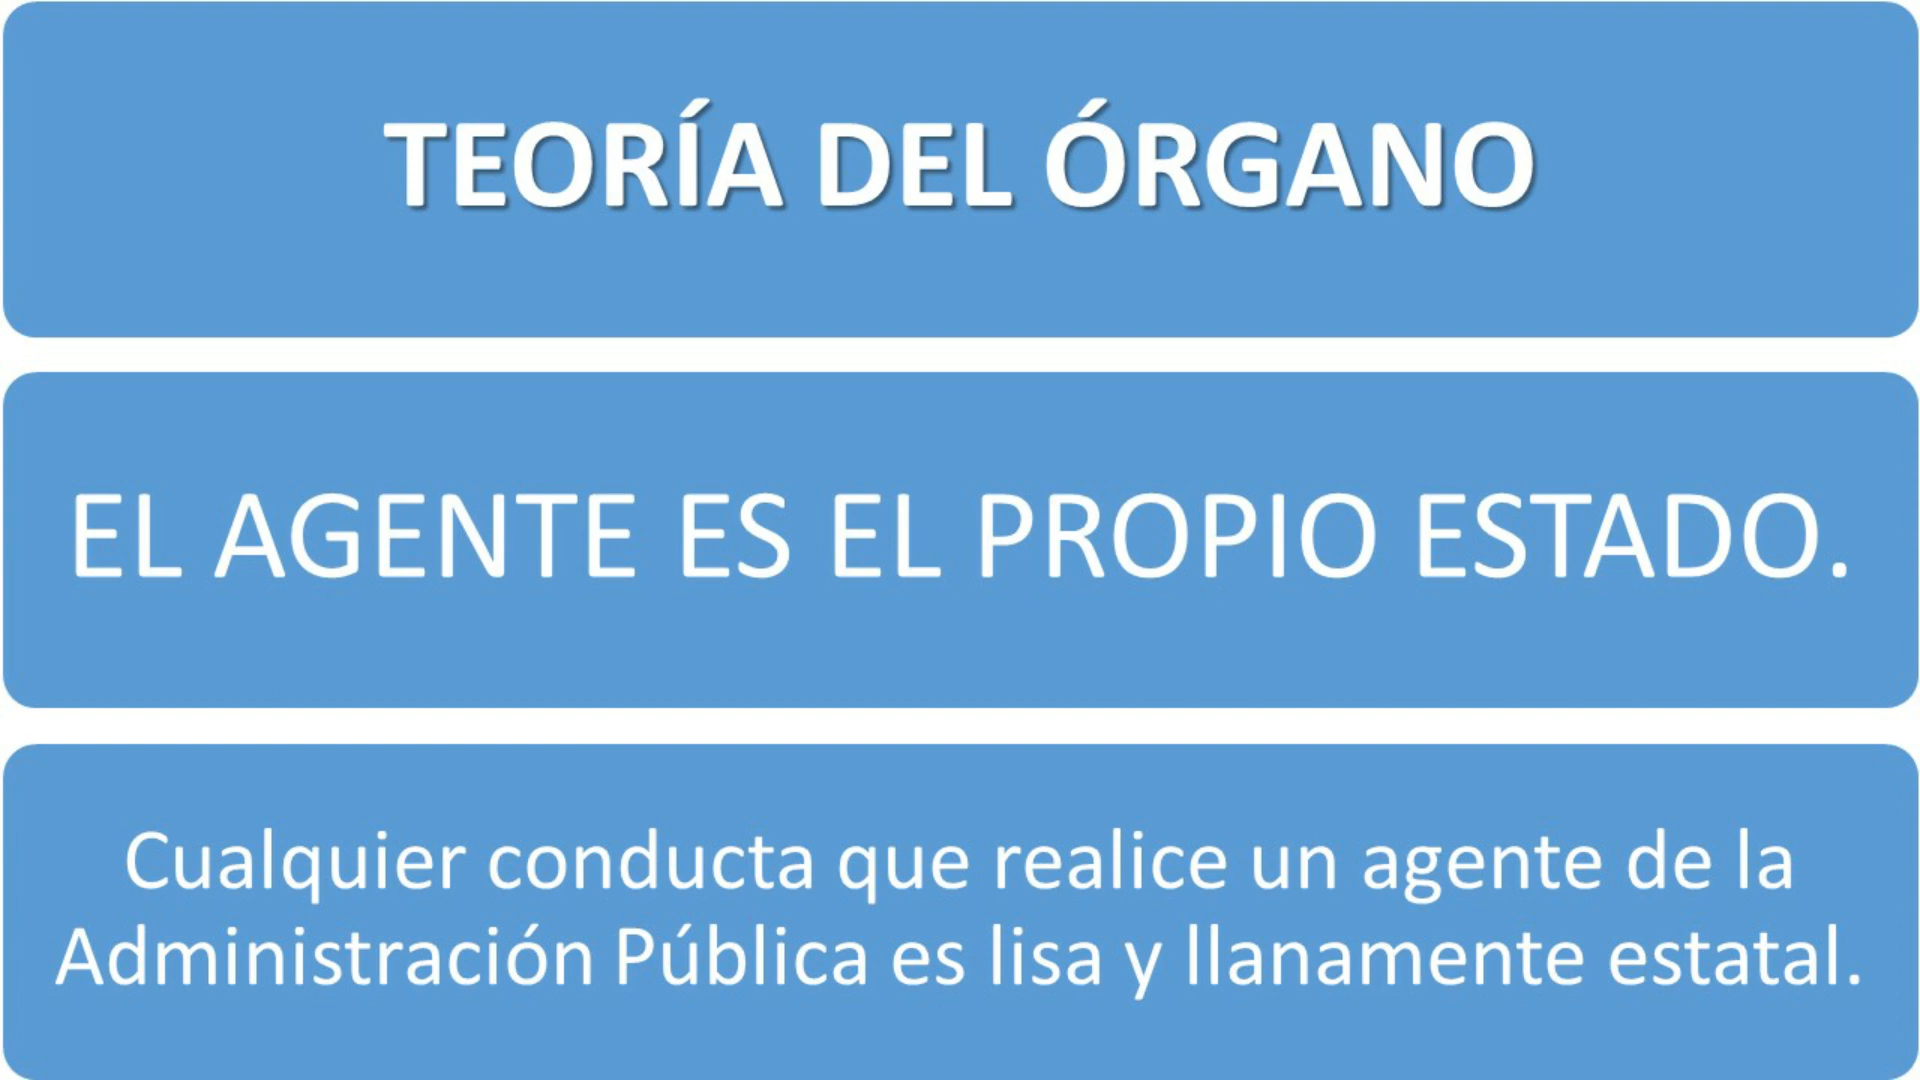 TEORÍA DEL ÓRGANO
EL AGENTE ES EL PROPIO ESTADO.
Cualquier conducta que realice un agente de la
Administración Pública es lisa y llanamente estatal.